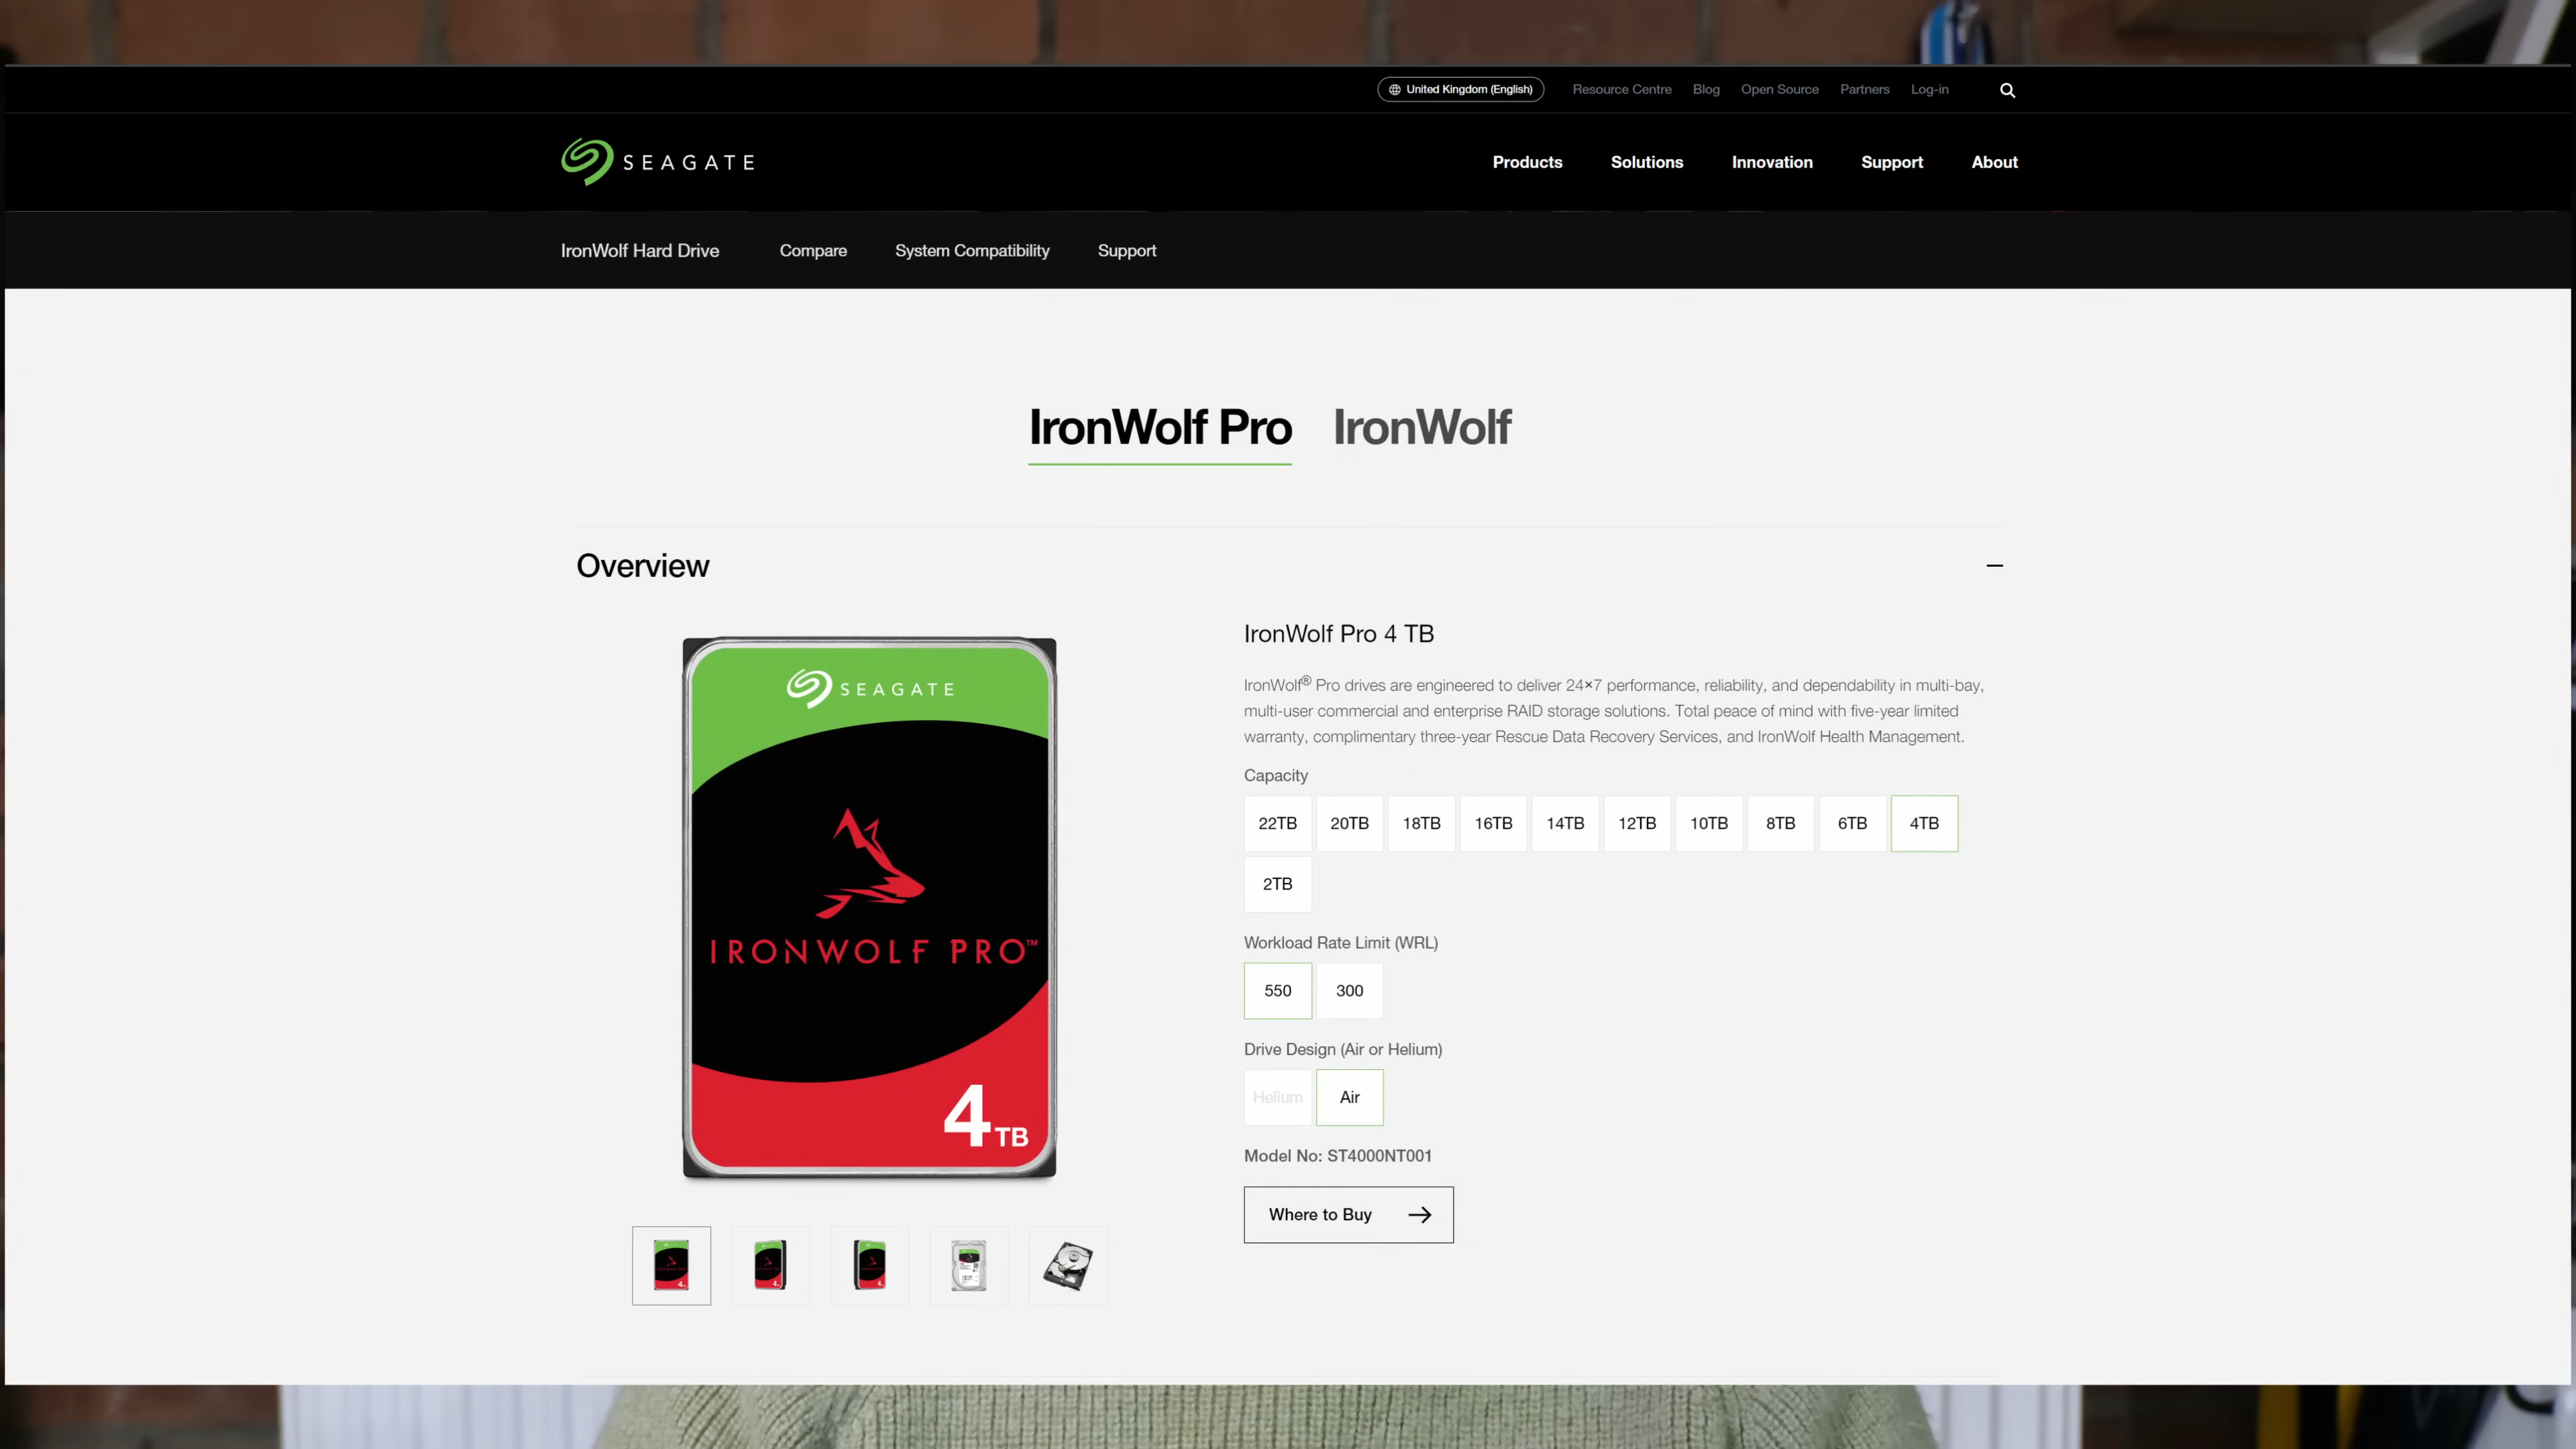 United Kingdom (English) Resource Centre Blog Open Source Partners Log-in
SEAGATE Products Solutions Innovation Support About
IronWolf Hard Drive Compare System Compatibility Support
IronWolf Pro IronWolf
Overview
SEAGATE
IRONWOLF PRO™
4TB
IronWolf Pro 4 TB
IronWolf® Pro drives are engineered to deliver 24×7 performance, reliability, and dependability in multi-bay,
multi-user commercial and enterprise RAID storage solutions. Total peace of mind with five-year limited
warranty, complimentary three-year Rescue Data Recovery Services, and IronWolf Health Management.
Capacity
22TB 20TB 18TB 16TB 14TB 12TB 10TB 8TB 6TB 4TB
2TB
Workload Rate Limit (WRL)
550 300
Drive Design (Air or Helium)
Helium Air
Model No: ST4000NT001
Where to Buy